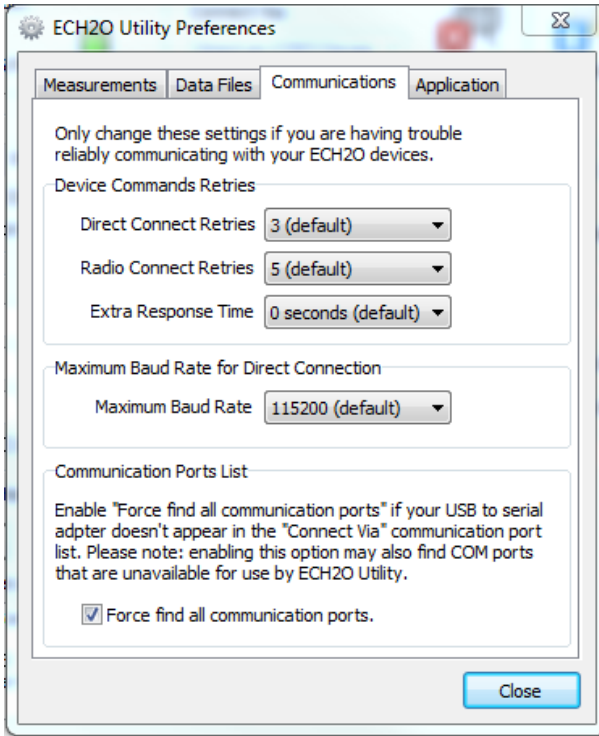 ECH2O Utility Preferences
Measurements Data Files Communications Application
Only change these settings if you are having trouble
reliably communicating with your ECH2O devices.
Device Commands Retries
Direct Connect Retries 3 (default)
Radio Connect Retries 5 (default)
Extra Response Time 0 seconds (default)
Maximum Baud Rate for Direct Connection
Maximum Baud Rate 115200 (default)
Communication Ports List
Enable "Force find all communication ports" if your USB to serial
adpter doesn't appear in the "Connect Via" communication port
list. Please note: enabling this option may also find COM ports
that are unavailable for use by ECH2O Utility.
Force find all communication ports.
Close